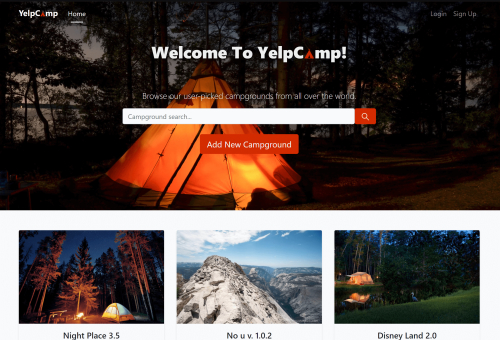 YelpCamp Home Login Sign Up
Welcome To YelpCamp!
Browse our user-picked campgrounds from all over the world.
Campground search...
Add New Campground
Night Place 3.5
No u v. 1.0.2
Disney Land 2.0